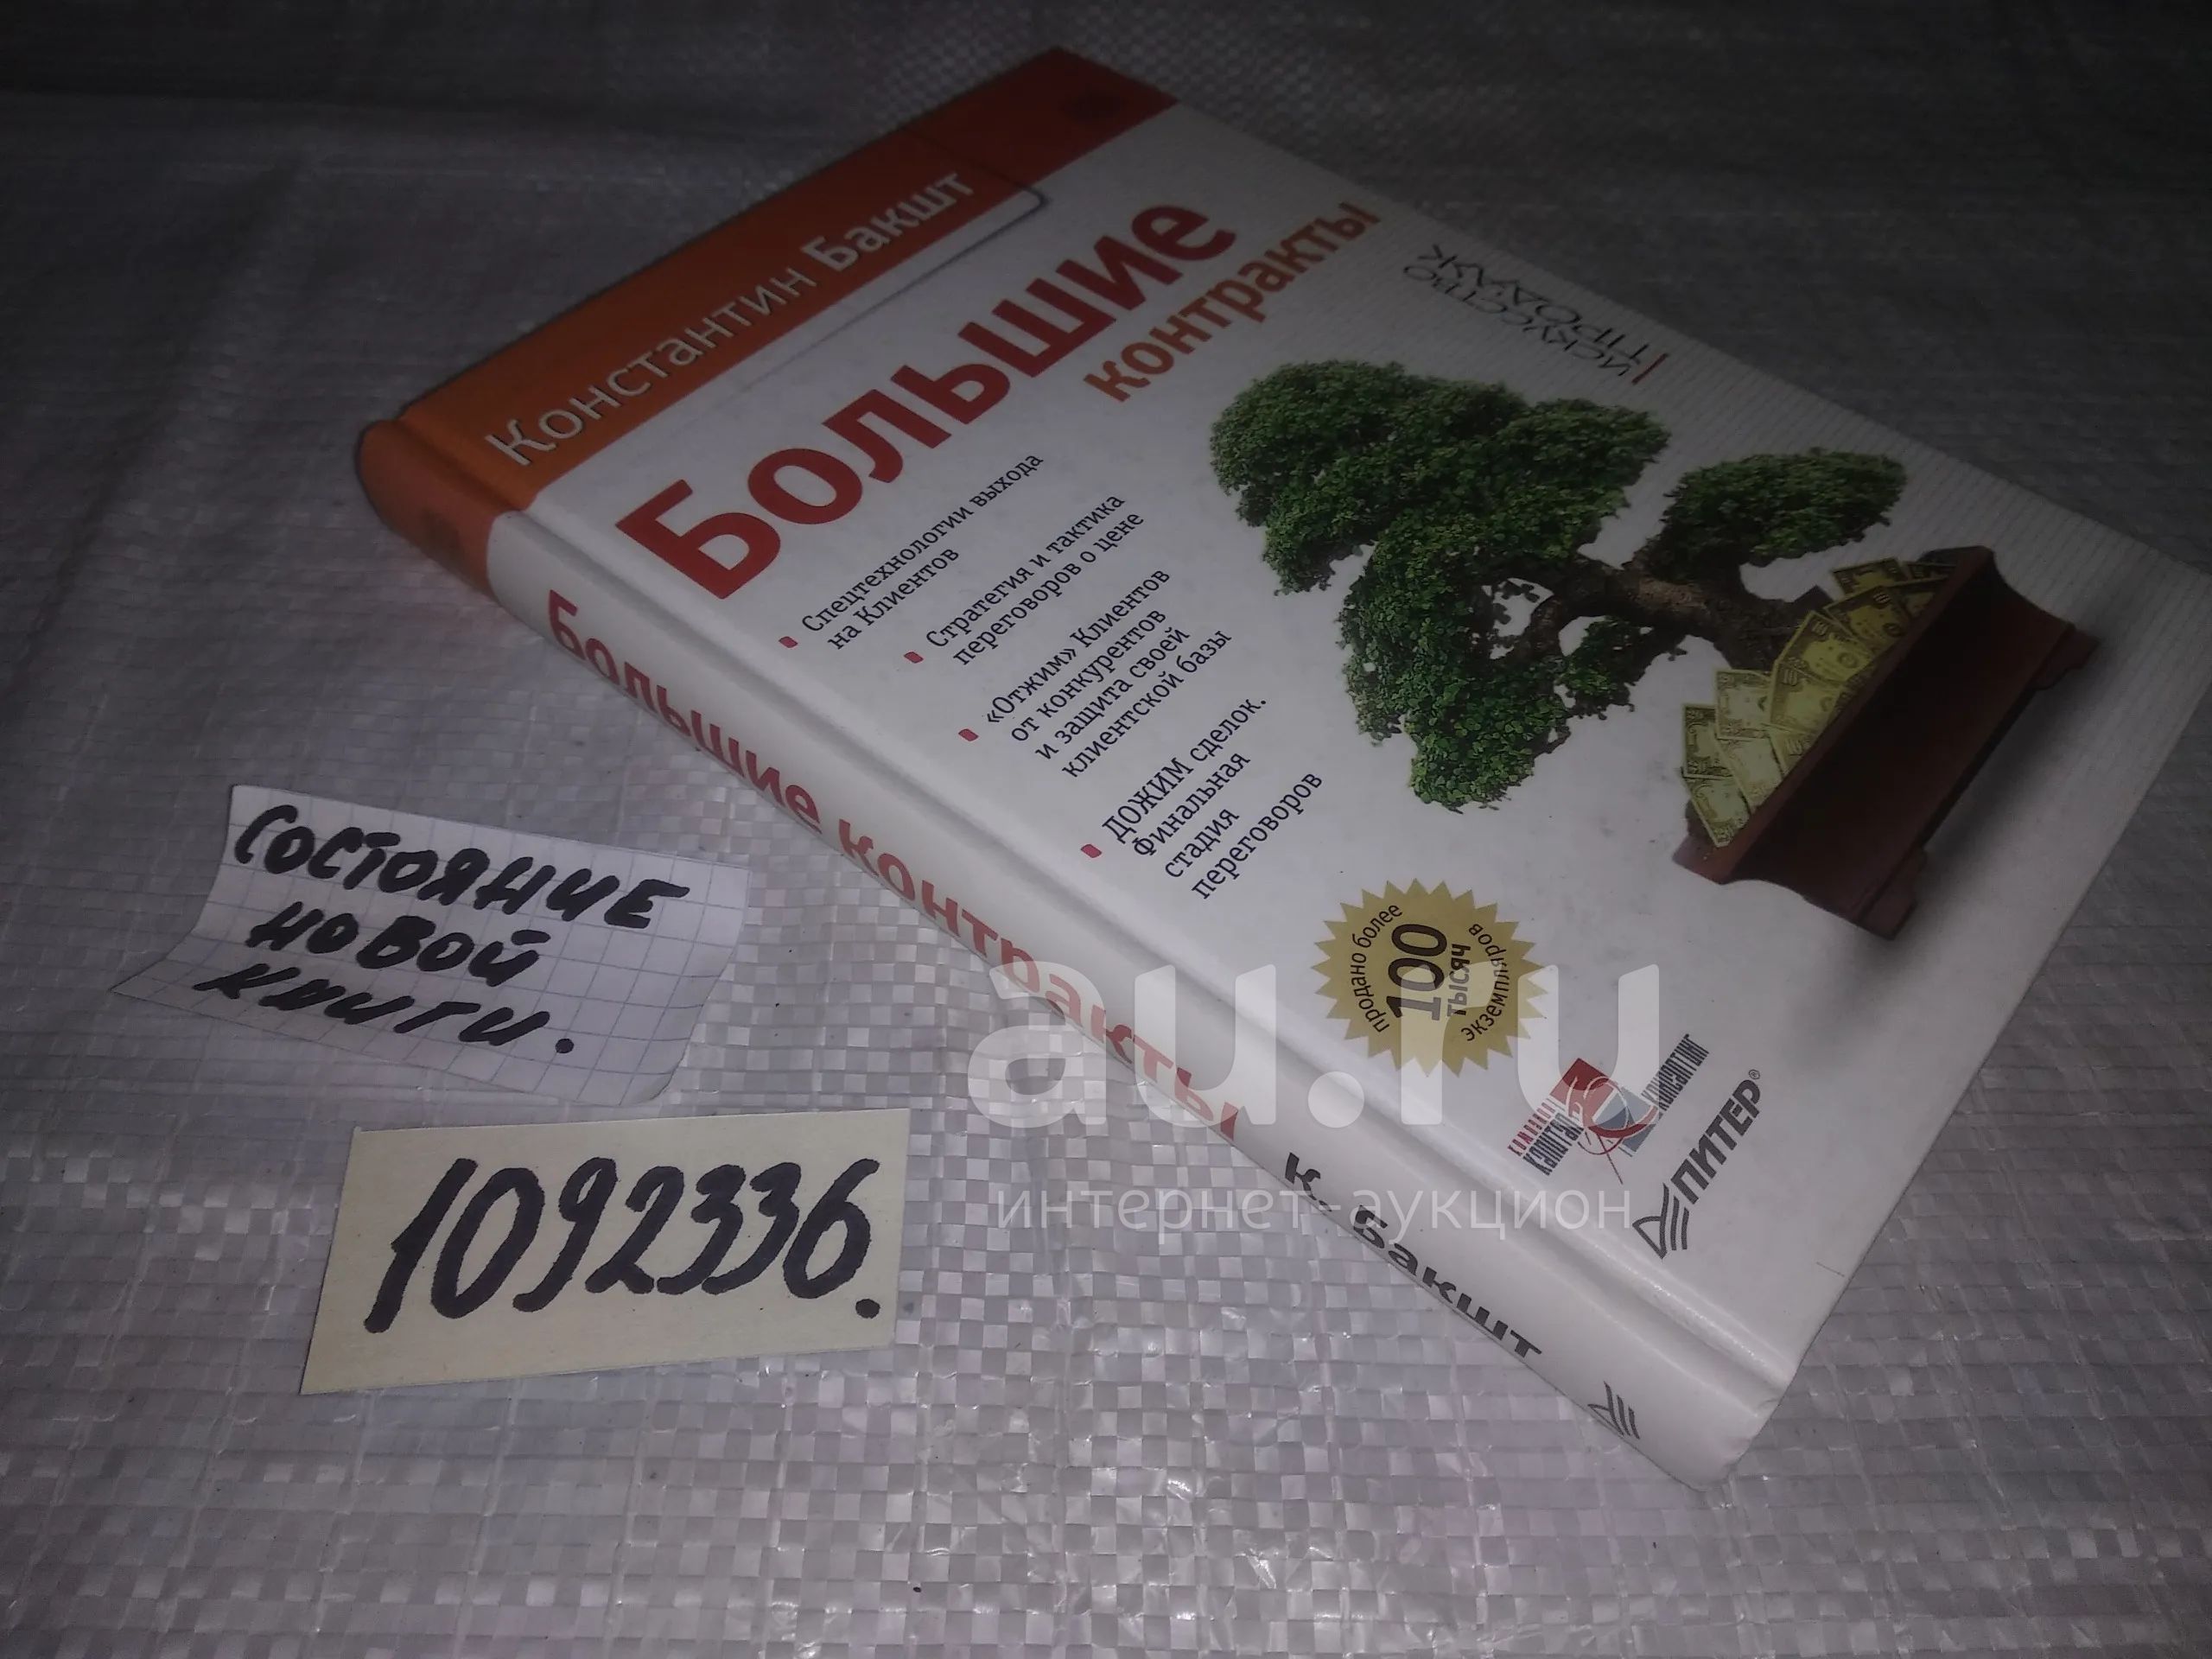 Константин Бакшт
Большие
контракты
ИСКУССТВО
ПРОДАЖ
Спецтехнологии выхода
на Клиентов
Стратегия и тактика
переговоров о цене
«Отжим» Клиентов
от конкурентов
и защита своей
клиентской базы
ДОЖИМ сделок.
Финальная
стадия
переговоров
продано более
100
тысяч
экземпляров
КОНСАЛТИНГ
ПИТЕР®
Большие контракты К. Бакшт
СОСТОЯНИЕ
НОВОЙ
КНИГИ.
1092336.
au.ru
интернет-аукцион